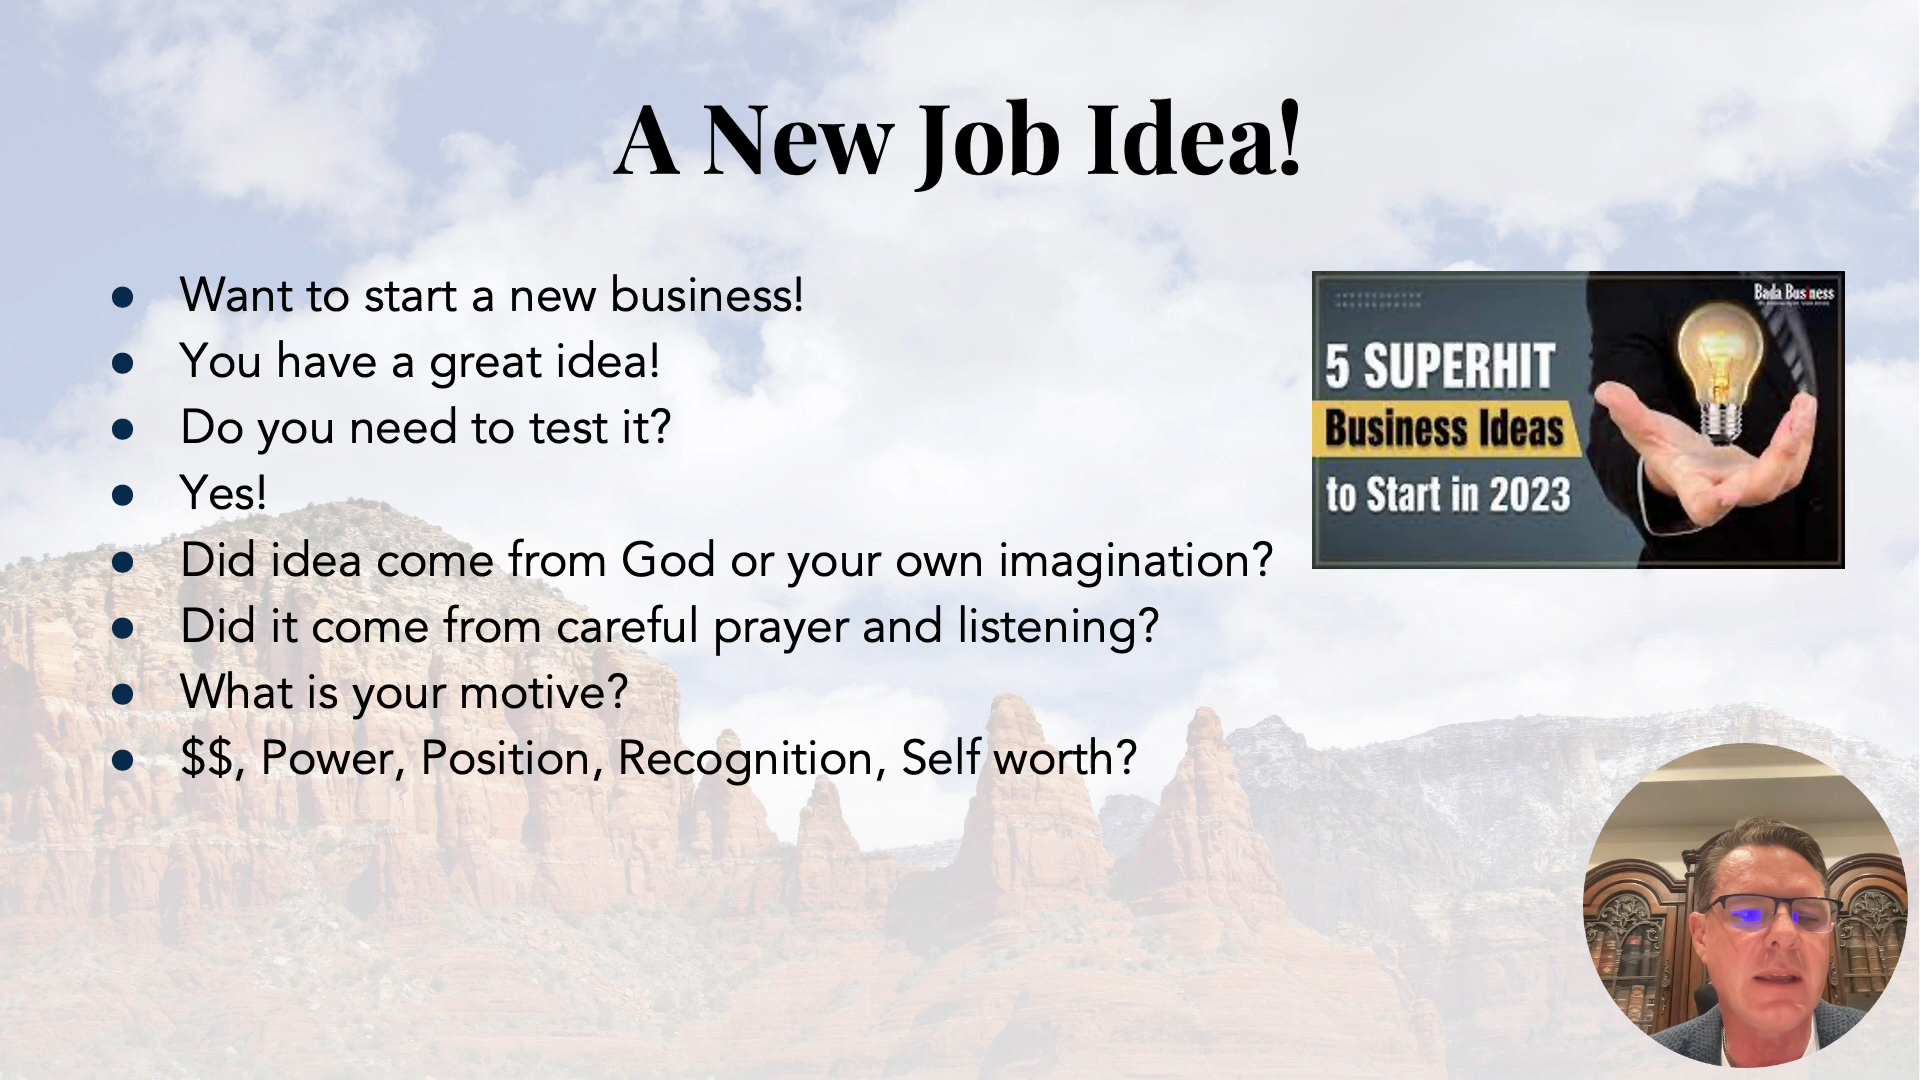 A New Job Idea!
Want to start a new business!
You have a great idea!
Do you need to test it?
Yes!
Did idea come from God or your own imagination?
Did it come from careful prayer and listening?
What is your motive?
$$, Power, Position, Recognition, Self worth?
Bada Business
5 SUPERHIT
Business Ideas
to Start in 2023